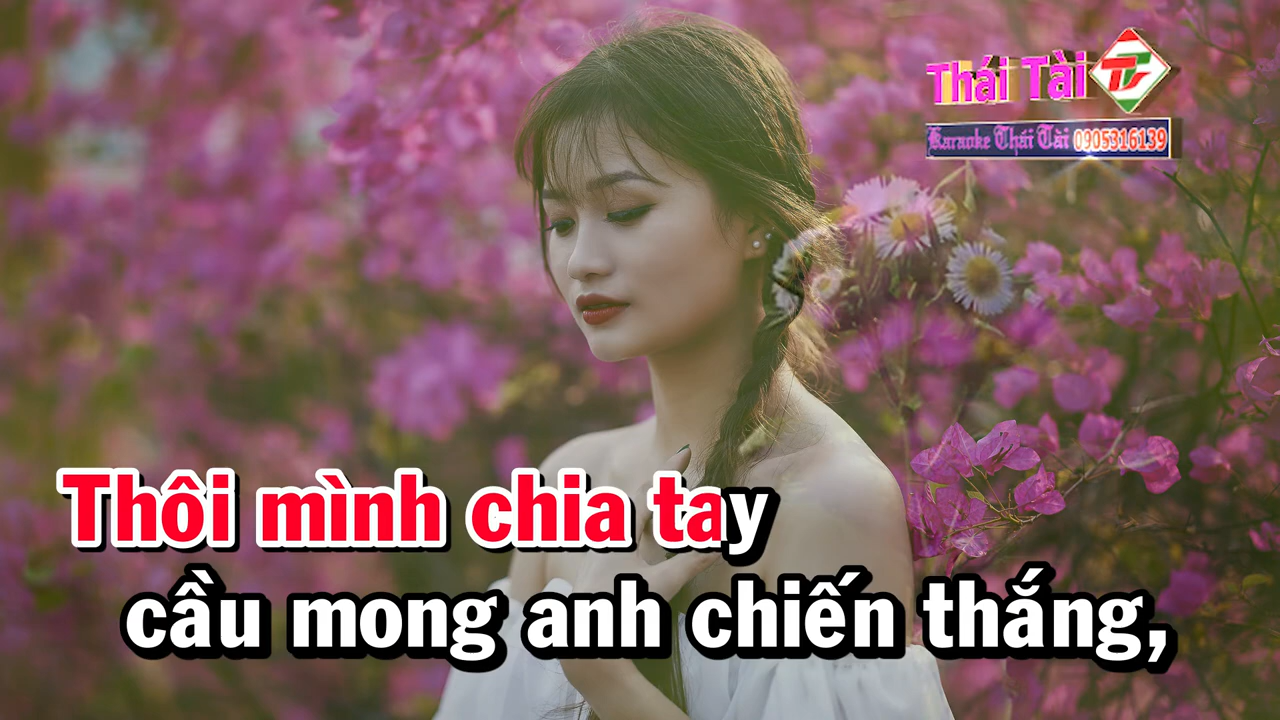 Thái Tài
Karaoke Thái Tài 0905316139
Thôi mình chia tay
cầu mong anh chiến thắng,